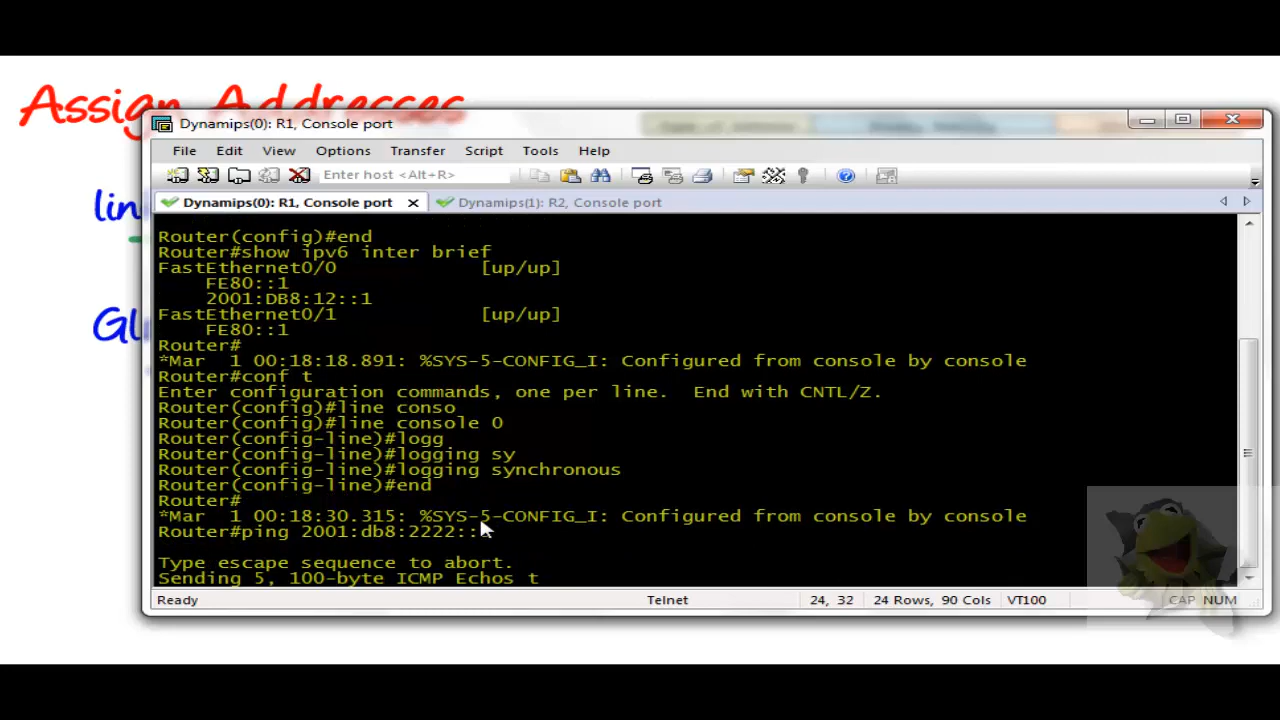 Assign Addresses
Dynamips(0): R1, Console port
File Edit View Options Transfer Script Tools Help
Enter host <Alt+R>
Dynamips(0): R1, Console port Dynamips(1): R2, Console port
Router(config)#end
Router#show ipv6 inter brief
FastEthernet0/0 [up/up]
FE80::1
2001:DB8:12::1
FastEthernet0/1 [up/up]
FE80::1
Router#
*Mar 1 00:18:18.891: %SYS-5-CONFIG_I: Configured from console by console
Router#conf t
Enter configuration commands, one per line. End with CNTL/Z.
Router(config)#line conso
Router(config)#line console 0
Router(config-line)#logg
Router(config-line)#logging sy
Router(config-line)#logging synchronous
Router(config-line)#end
Router#
*Mar 1 00:18:30.315: %SYS-5-CONFIG_I: Configured from console by console
Router#ping 2001:db8:2222::
Type escape sequence to abort.
Sending 5, 100-byte ICMP Echos t
Ready Telnet 24, 32 24 Rows, 90 Cols VT100 CAP NUM